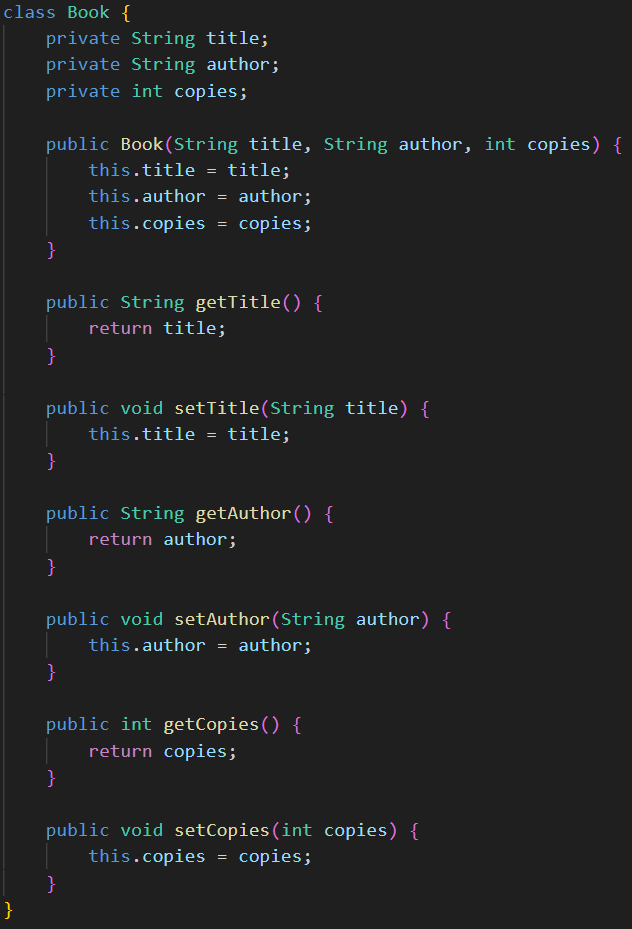 class Book {
    private String title;
    private String author;
    private int copies;

    public Book(String title, String author, int copies) {
        this.title = title;
        this.author = author;
        this.copies = copies;
    }

    public String getTitle() {
        return title;
    }

    public void setTitle(String title) {
        this.title = title;
    }

    public String getAuthor() {
        return author;
    }

    public void setAuthor(String author) {
        this.author = author;
    }

    public int getCopies() {
        return copies;
    }

    public void setCopies(int copies) {
        this.copies = copies;
    }
}